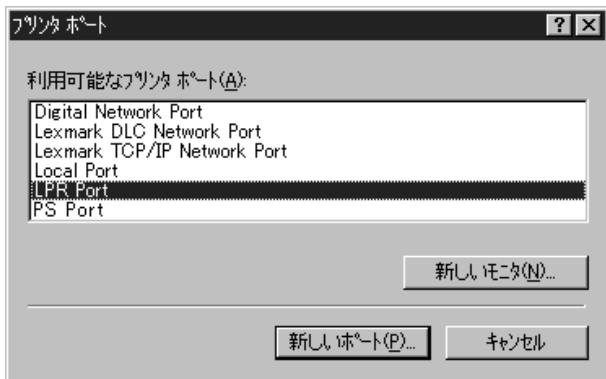 プリンタ ポート
利用可能なプリンタ ポート(A):
Digital Network Port
Lexmark DLC Network Port
Lexmark TCP/IP Network Port
Local Port
LPR Port
PS Port
新しいモニタ(N)...
新しいポート(P)...
キャンセル